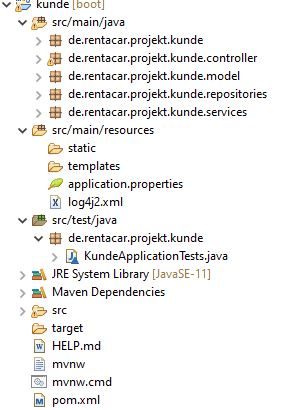 kunde [boot]
src/main/java
de.rentacar.projekt.kunde
de.rentacar.projekt.kunde.controller
de.rentacar.projekt.kunde.model
de.rentacar.projekt.kunde.repositories
de.rentacar.projekt.kunde.services
src/main/resources
static
templates
application.properties
log4j2.xml
src/test/java
de.rentacar.projekt.kunde
KundeApplicationTests.java
JRE System Library [JavaSE-11]
Maven Dependencies
src
target
HELP.md
mvnw
mvnw.cmd
pom.xml